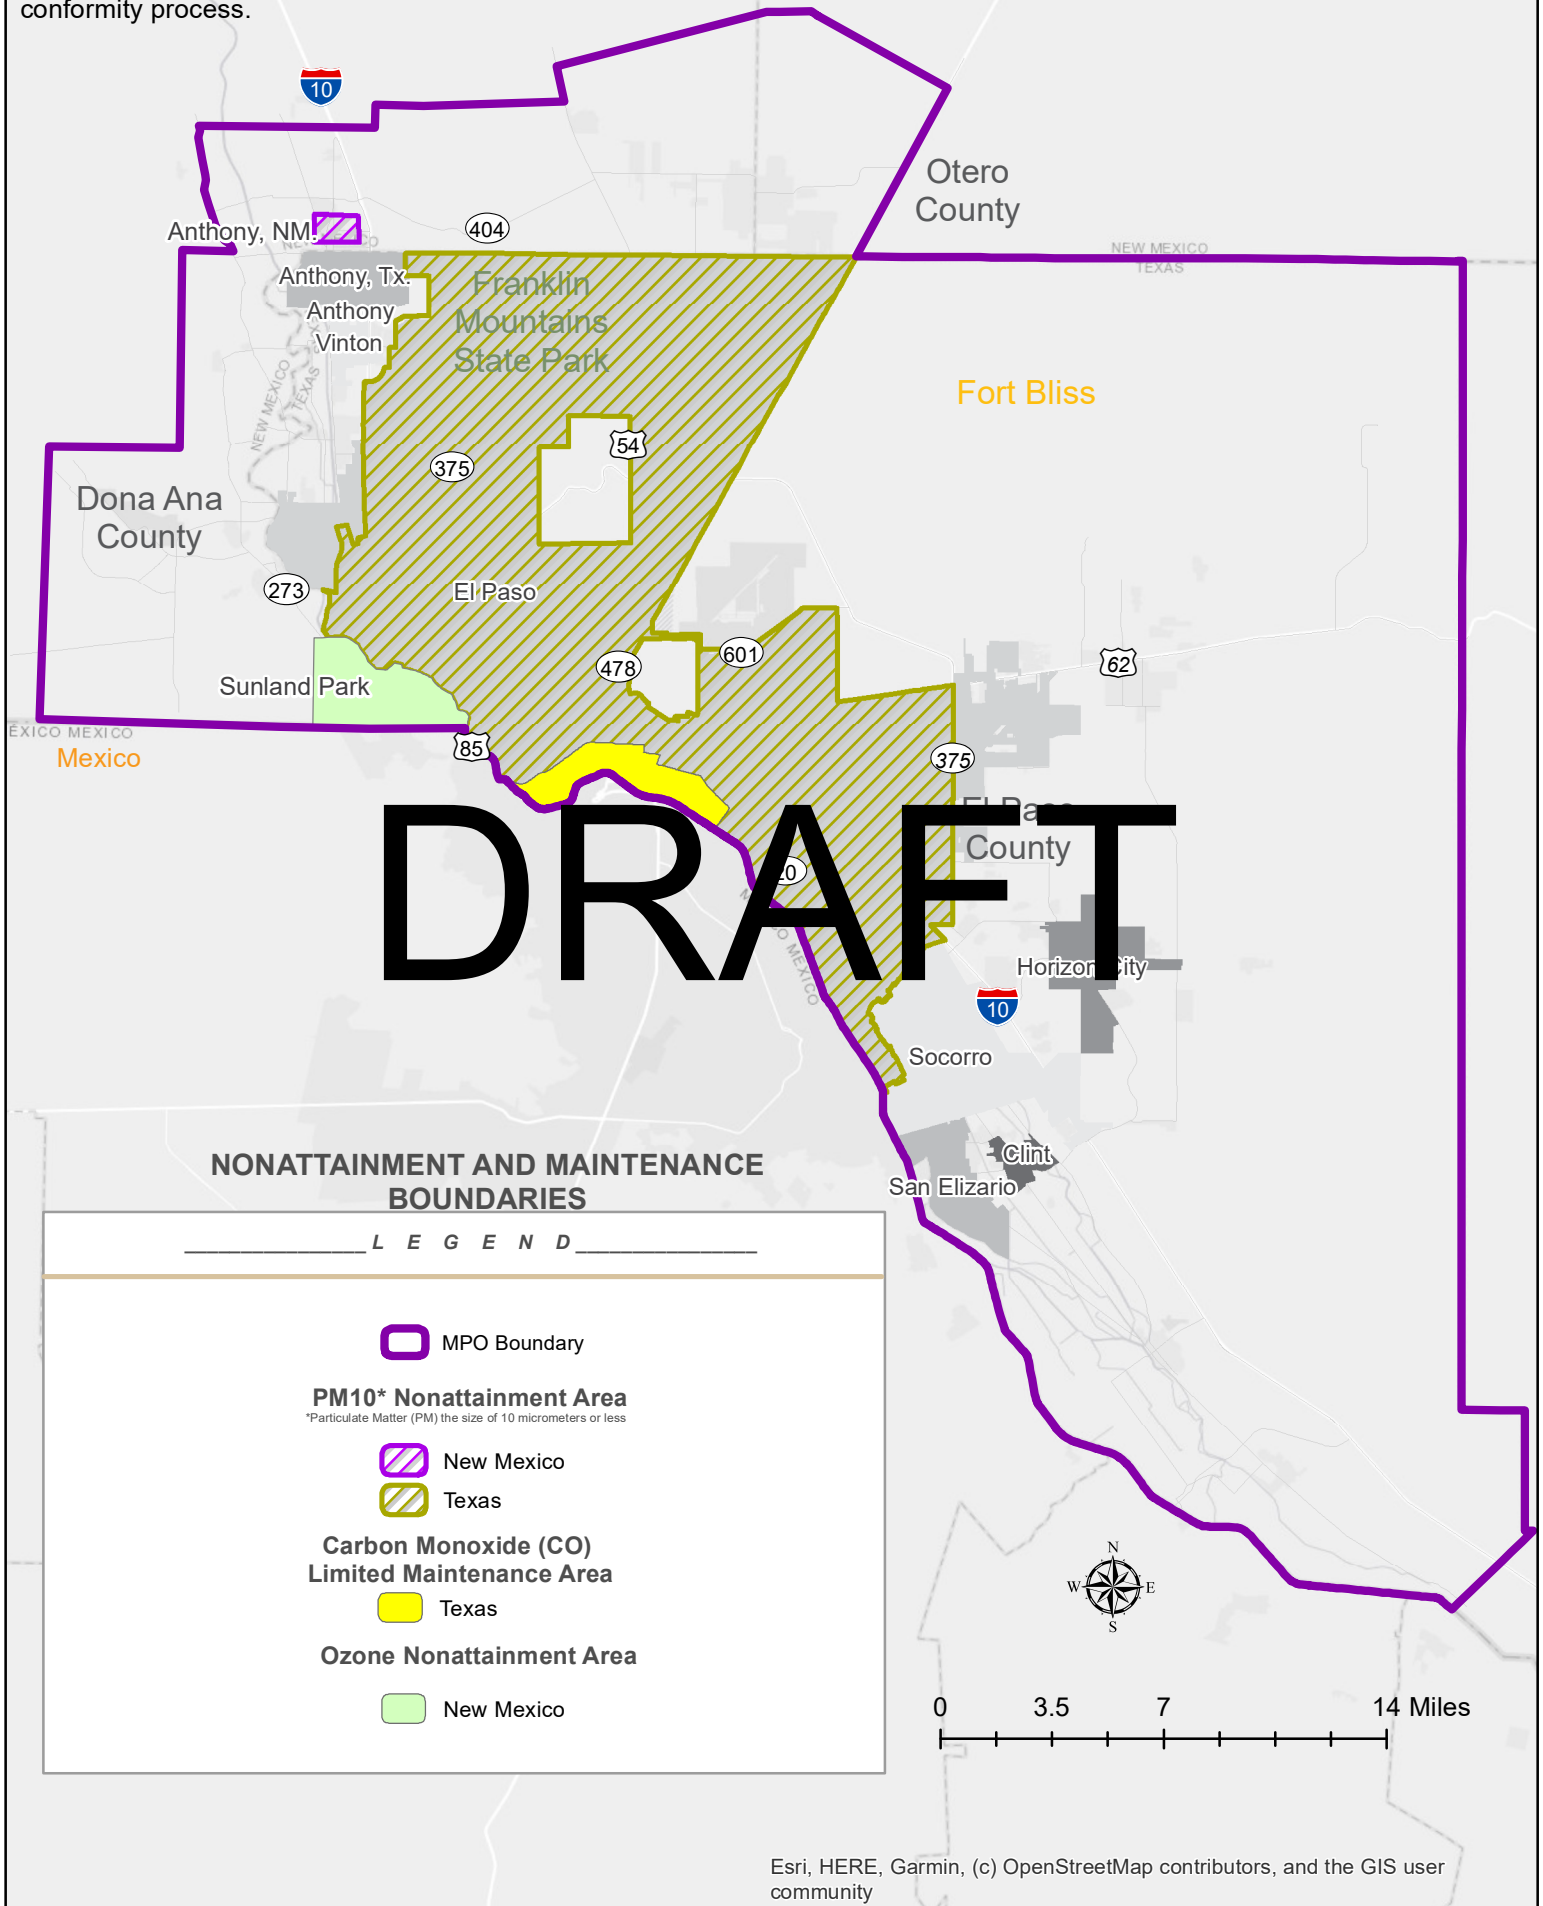 conformity process.
10
Otero
County
Anthony, NM.
404
NEW MEXICO
TEXAS
Anthony, Tx.
Franklin
Mountains
State Park
Anthony
Vinton
NEW MEXICO
TEXAS
Fort Bliss
54
375
Dona Ana
County
273
El Paso
478
601
62
Sunland Park
MEXICO
Mexico
85
375
DRAFT
County
MEXICO
Horizon City
10
Socorro
Clint
San Elizario
NONATTAINMENT AND MAINTENANCE
BOUNDARIES
L E G E N D
MPO Boundary
PM10* Nonattainment Area
*Particulate Matter (PM) the size of 10 micrometers or less
New Mexico
Texas
Carbon Monoxide (CO)
Limited Maintenance Area
Texas
Ozone Nonattainment Area
New Mexico
N
W E
S
0 3.5 7 14 Miles
Esri, HERE, Garmin, (c) OpenStreetMap contributors, and the GIS user
community